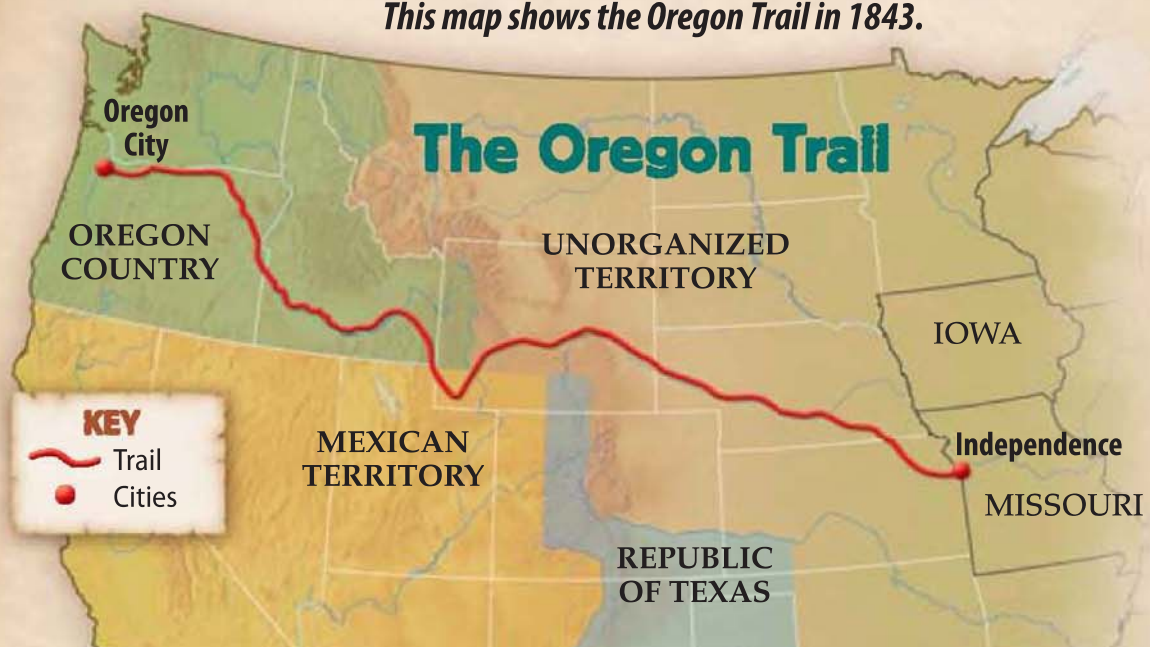 This map shows the Oregon Trail in 1843.
The Oregon Trail
Oregon
City
OREGON
COUNTRY
UNORGANIZED
TERRITORY
IOWA
KEY
Trail
Cities
MEXICAN
TERRITORY
Independence
MISSOURI
REPUBLIC
OF TEXAS